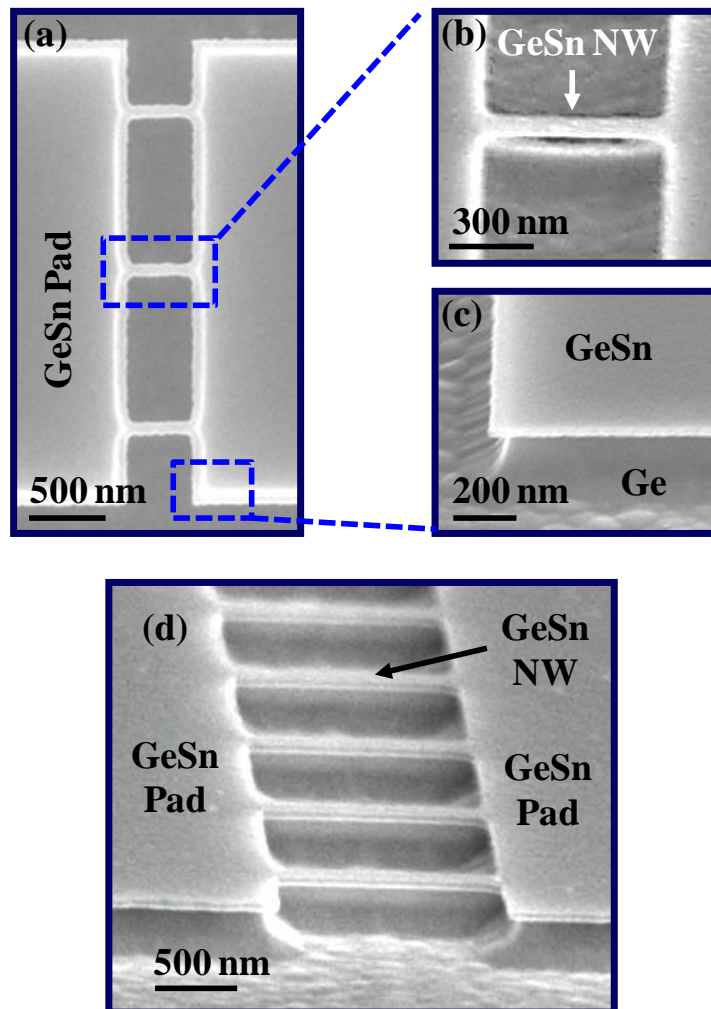 (a)
GeSn Pad
500 nm
(b)
GeSn NW
300 nm
(c)
GeSn
Ge
200 nm
(d)
GeSn
NW
GeSn
Pad
GeSn
Pad
500 nm